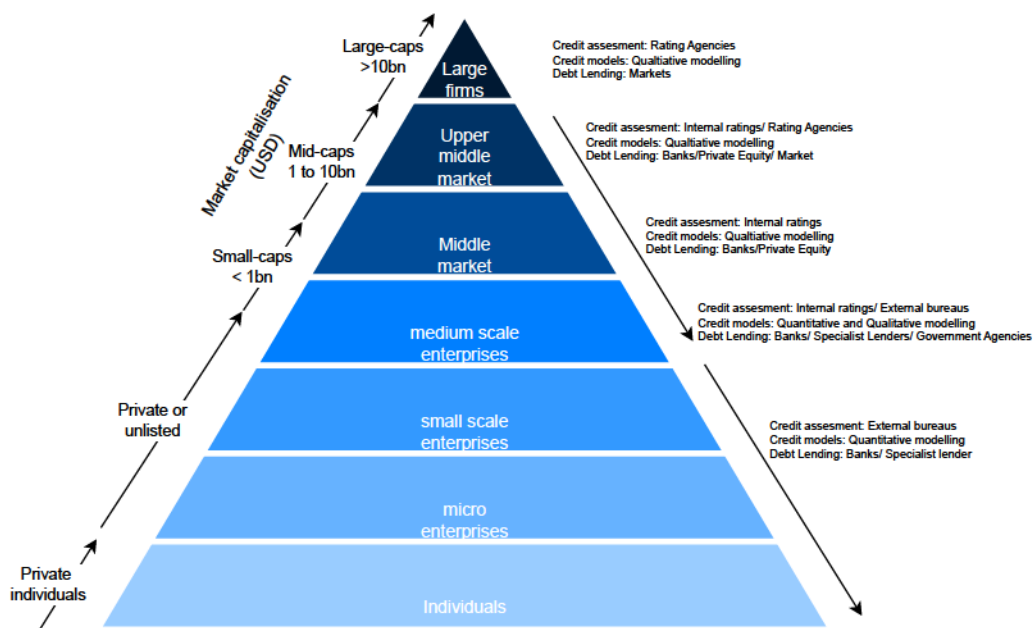 Large-caps
>10bn
Market capitalisation
(USD)
Mid-caps
1 to 10bn
Small-caps
< 1bn
Private or
unlisted
Private
individuals
Large
firms
Upper
middle
market
Middle
market
medium scale
enterprises
small scale
enterprises
micro
enterprises
Individuals
Credit assesment: Rating Agencies
Credit models: Qualtiative modelling
Debt Lending: Markets
Credit assesment: Internal ratings/ Rating Agencies
Credit models: Qualtiative modelling
Debt Lending: Banks/Private Equity/ Market
Credit assesment: Internal ratings
Credit models: Qualtiative modelling
Debt Lending: Banks/Private Equity
Credit assesment: Internal ratings/ External bureaus
Credit models: Quantitative and Qualitative modelling
Debt Lending: Banks/ Specialist Lenders/ Government Agencies
Credit assesment: External bureaus
Credit models: Quantitative modelling
Debt Lending: Banks/ Specialist lender